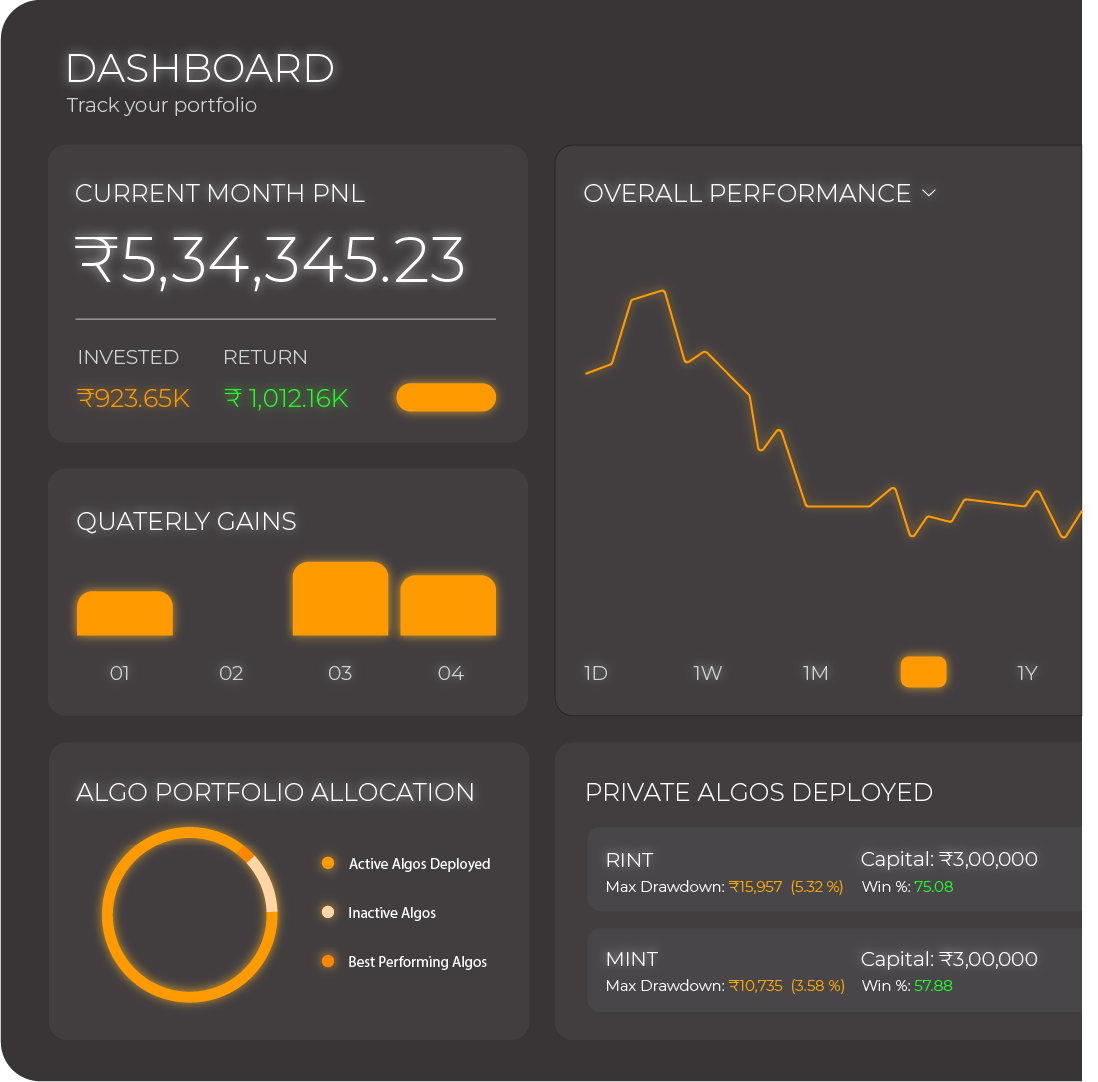 DASHBOARD
Track your portfolio
CURRENT MONTH PNL
₹5,34,345.23
INVESTED RETURN
₹923.65K ₹ 1,012.16K
OVERALL PERFORMANCE
1D 1W 1M 1Y
QUATERLY GAINS
01 02 03 04
ALGO PORTFOLIO ALLOCATION
Active Algos Deployed
Inactive Algos
Best Performing Algos
PRIVATE ALGOS DEPLOYED
RINT Capital: ₹3,00,000
Max Drawdown: ₹15,957 (5.32 %) Win %: 75.08
MINT Capital: ₹3,00,000
Max Drawdown: ₹10,735 (3.58 %) Win %: 57.88